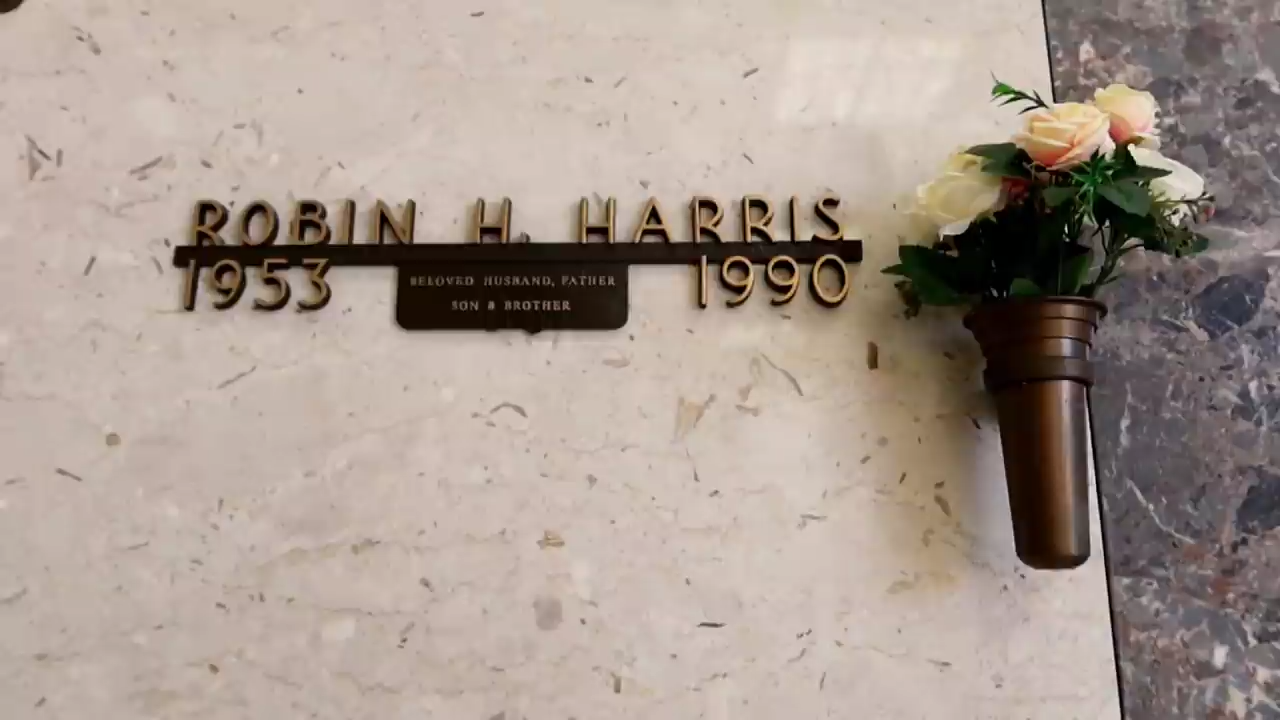 ROBIN H. HARRIS
1953 1990
BELOVED HUSBAND, FATHER
SON & BROTHER